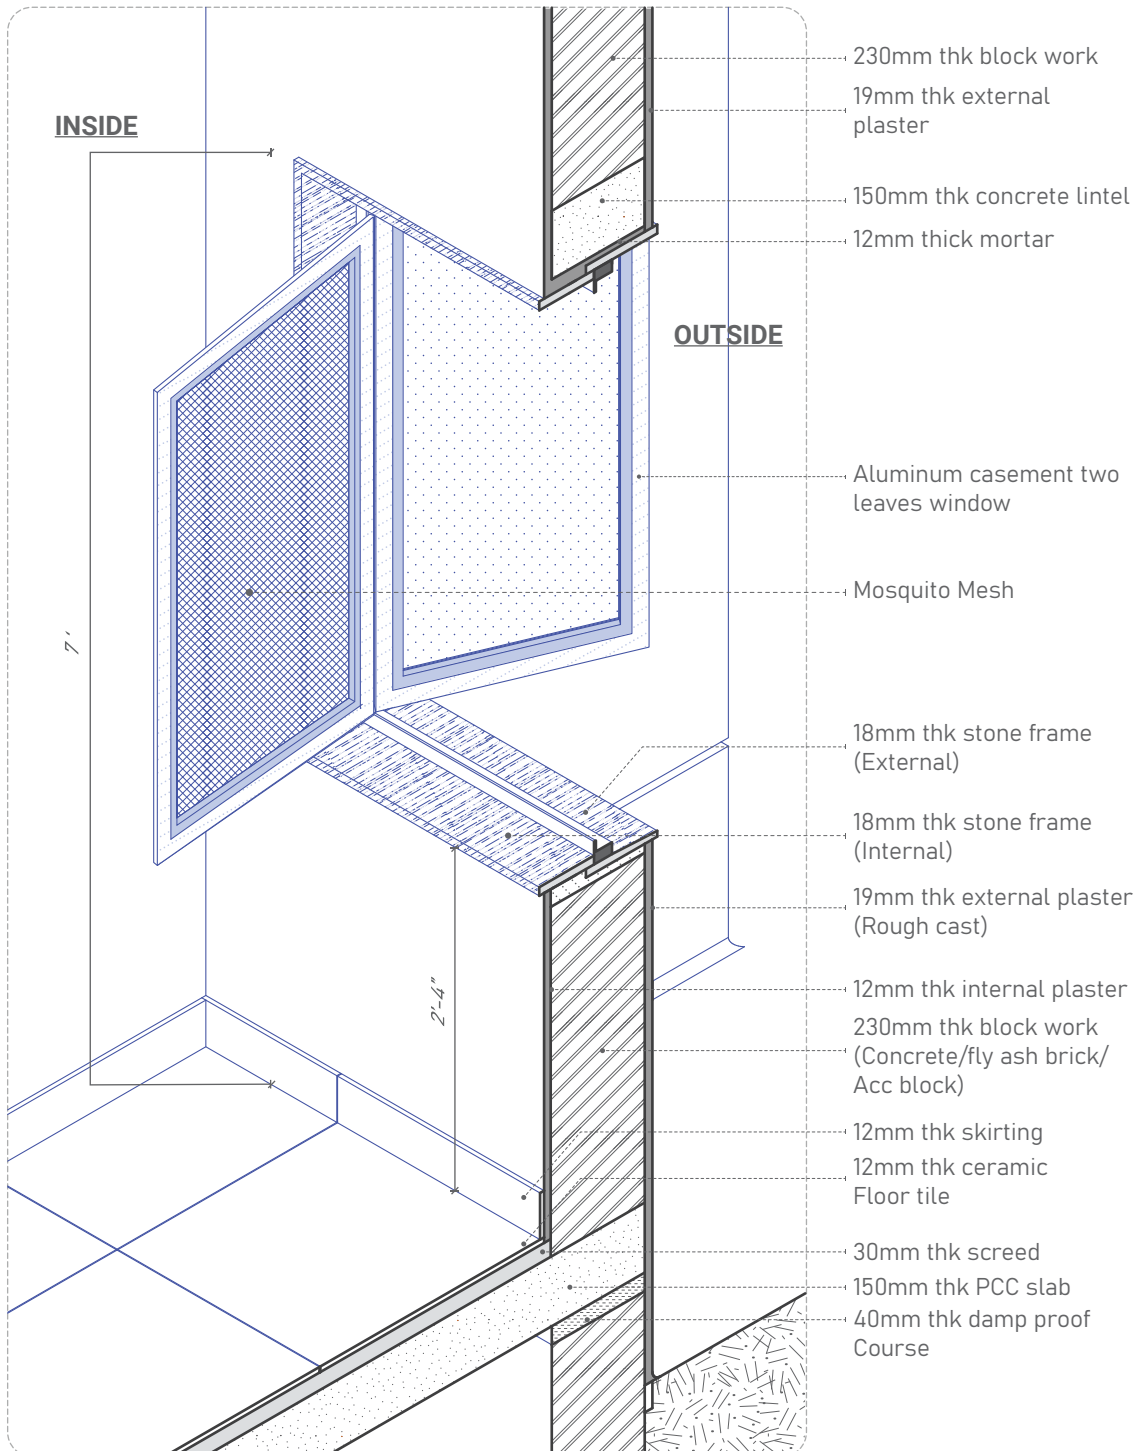 INSIDE
7'
2'-4"
OUTSIDE
230mm thk block work
19mm thk external
plaster
150mm thk concrete lintel
12mm thick mortar
Aluminum casement two
leaves window
Mosquito Mesh
18mm thk stone frame
(External)
18mm thk stone frame
(Internal)
19mm thk external plaster
(Rough cast)
12mm thk internal plaster
230mm thk block work
(Concrete/fly ash brick/
Acc block)
12mm thk skirting
12mm thk ceramic
Floor tile
30mm thk screed
150mm thk PCC slab
40mm thk damp proof
Course